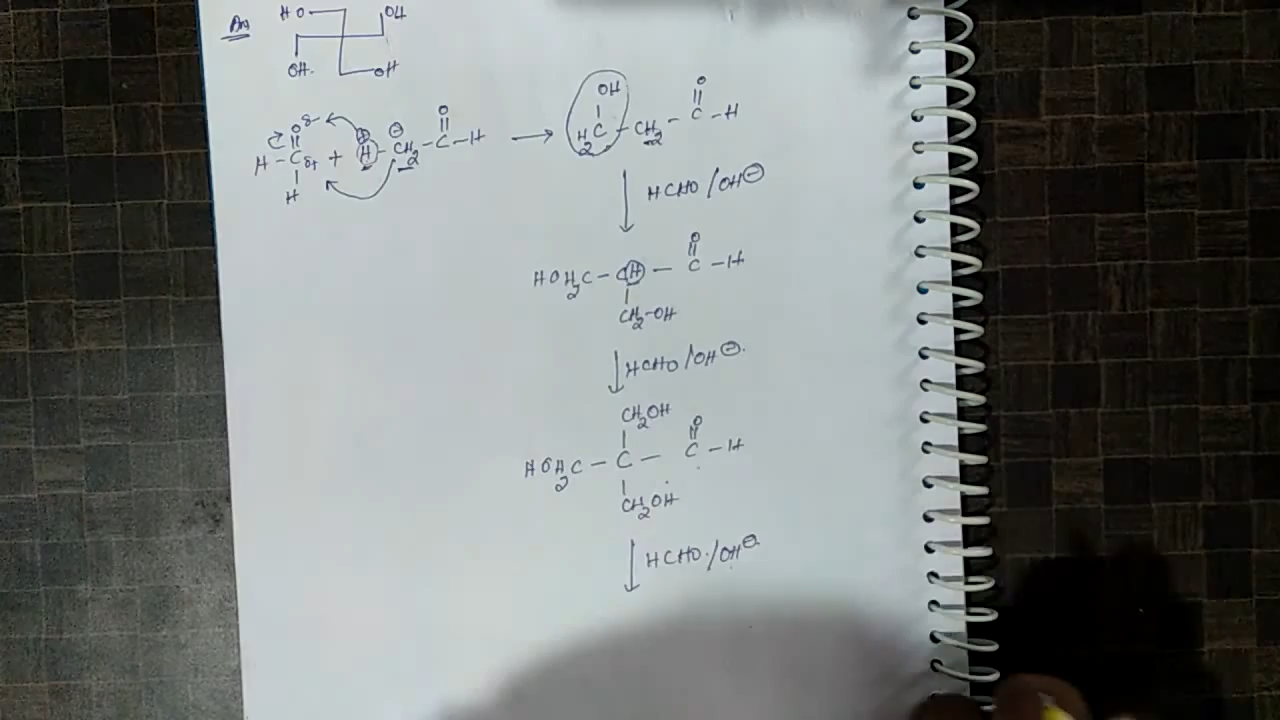 Ans
HO OH
OH. OH
O δ- ⊕ ⊖ O
H - C δ+ + H - CH2 - C - H →
H
OH O
H2C - CH2 - C - H
HCHO / OH⊖
O
HOH2C - CH - C - H
CH2-OH
HCHO / OH⊖.
CH2OH O
HOH2C - C - C - H
CH2OH
HCHO. / OH⊖